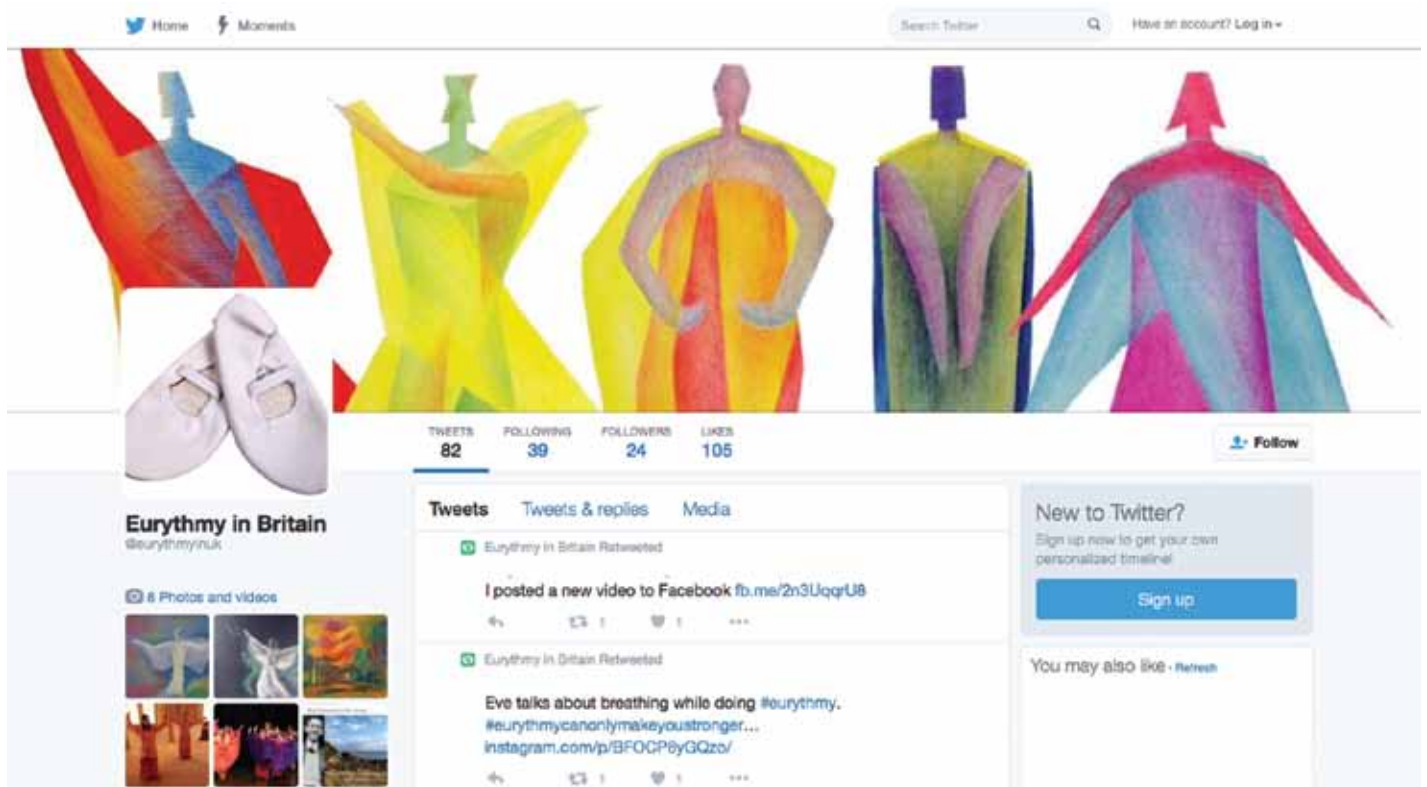 Home Moments Search Twitter Have an account? Log in
TWEETS FOLLOWING FOLLOWERS LIKES
82 39 24 105
Follow
Eurythmy in Britain
@eurythmyinuk
8 Photos and videos
Tweets Tweets & replies Media
Eurythmy in Britain Retweeted
I posted a new video to Facebook fb.me/2n3UqqrU8
1 1
Eurythmy in Britain Retweeted
Eve talks about breathing while doing #eurythmy.
#eurythmycanonlymakeyoustronger...
instagram.com/p/BFOCP8yGQzo/
1 1
New to Twitter?
Sign up now to get your own
personalized timeline!
Sign up
You may also like · Refresh